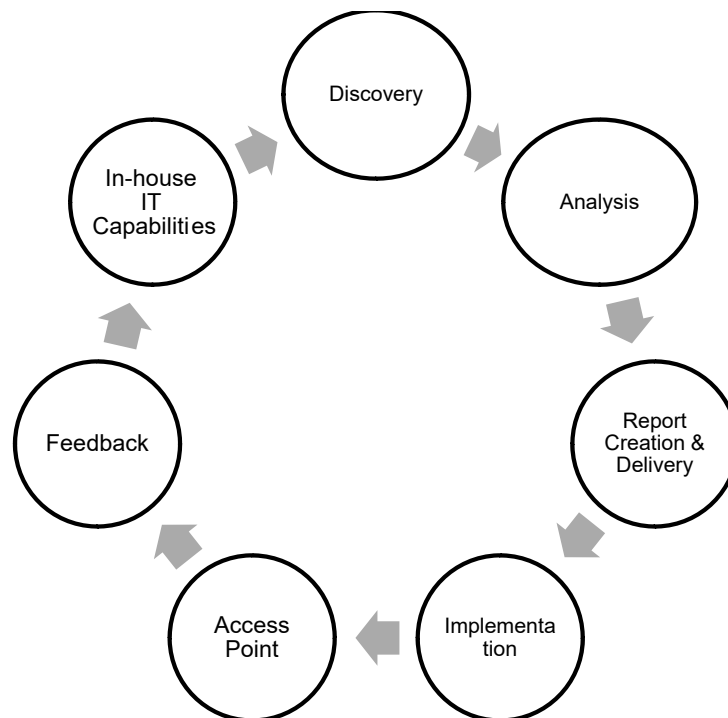 Discovery
Analysis
Report
Creation &
Delivery
Implementa
tion
Access
Point
Feedback
In-house
IT
Capabilities